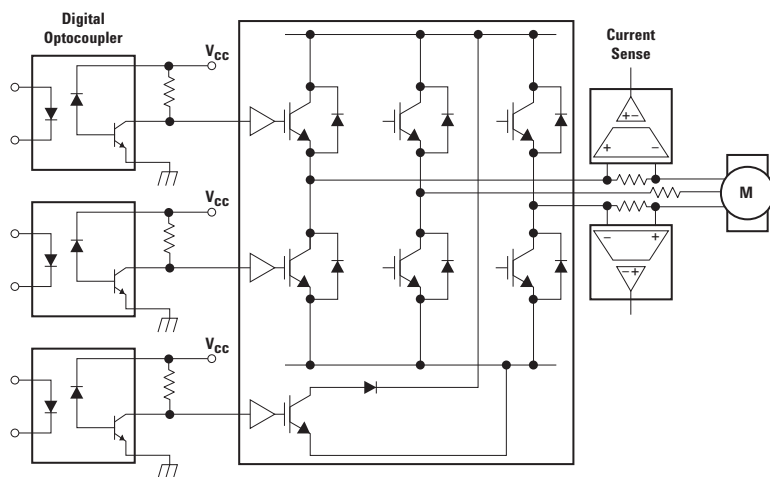 Digital
Optocoupler
VCC
Current
Sense
+-
+ -
M
VCC
- +
-+
VCC